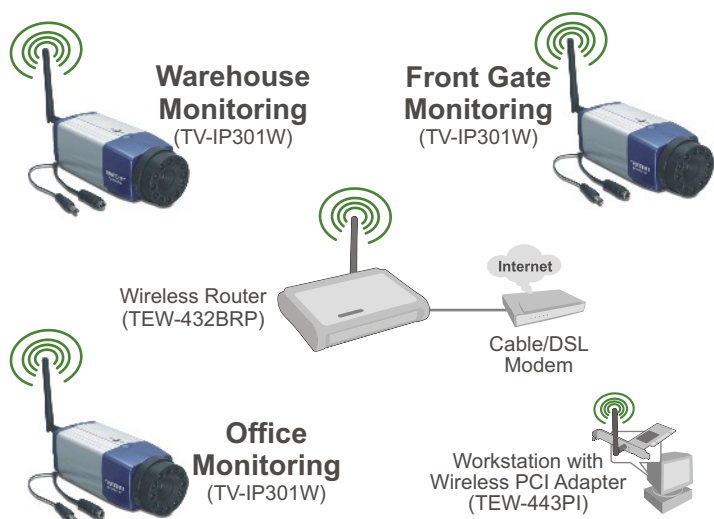 Warehouse
Monitoring
(TV-IP301W)
Front Gate
Monitoring
(TV-IP301W)
Internet
Wireless Router
(TEW-432BRP)
Cable/DSL
Modem
Office
Monitoring
(TV-IP301W)
Workstation with
Wireless PCI Adapter
(TEW-443PI)